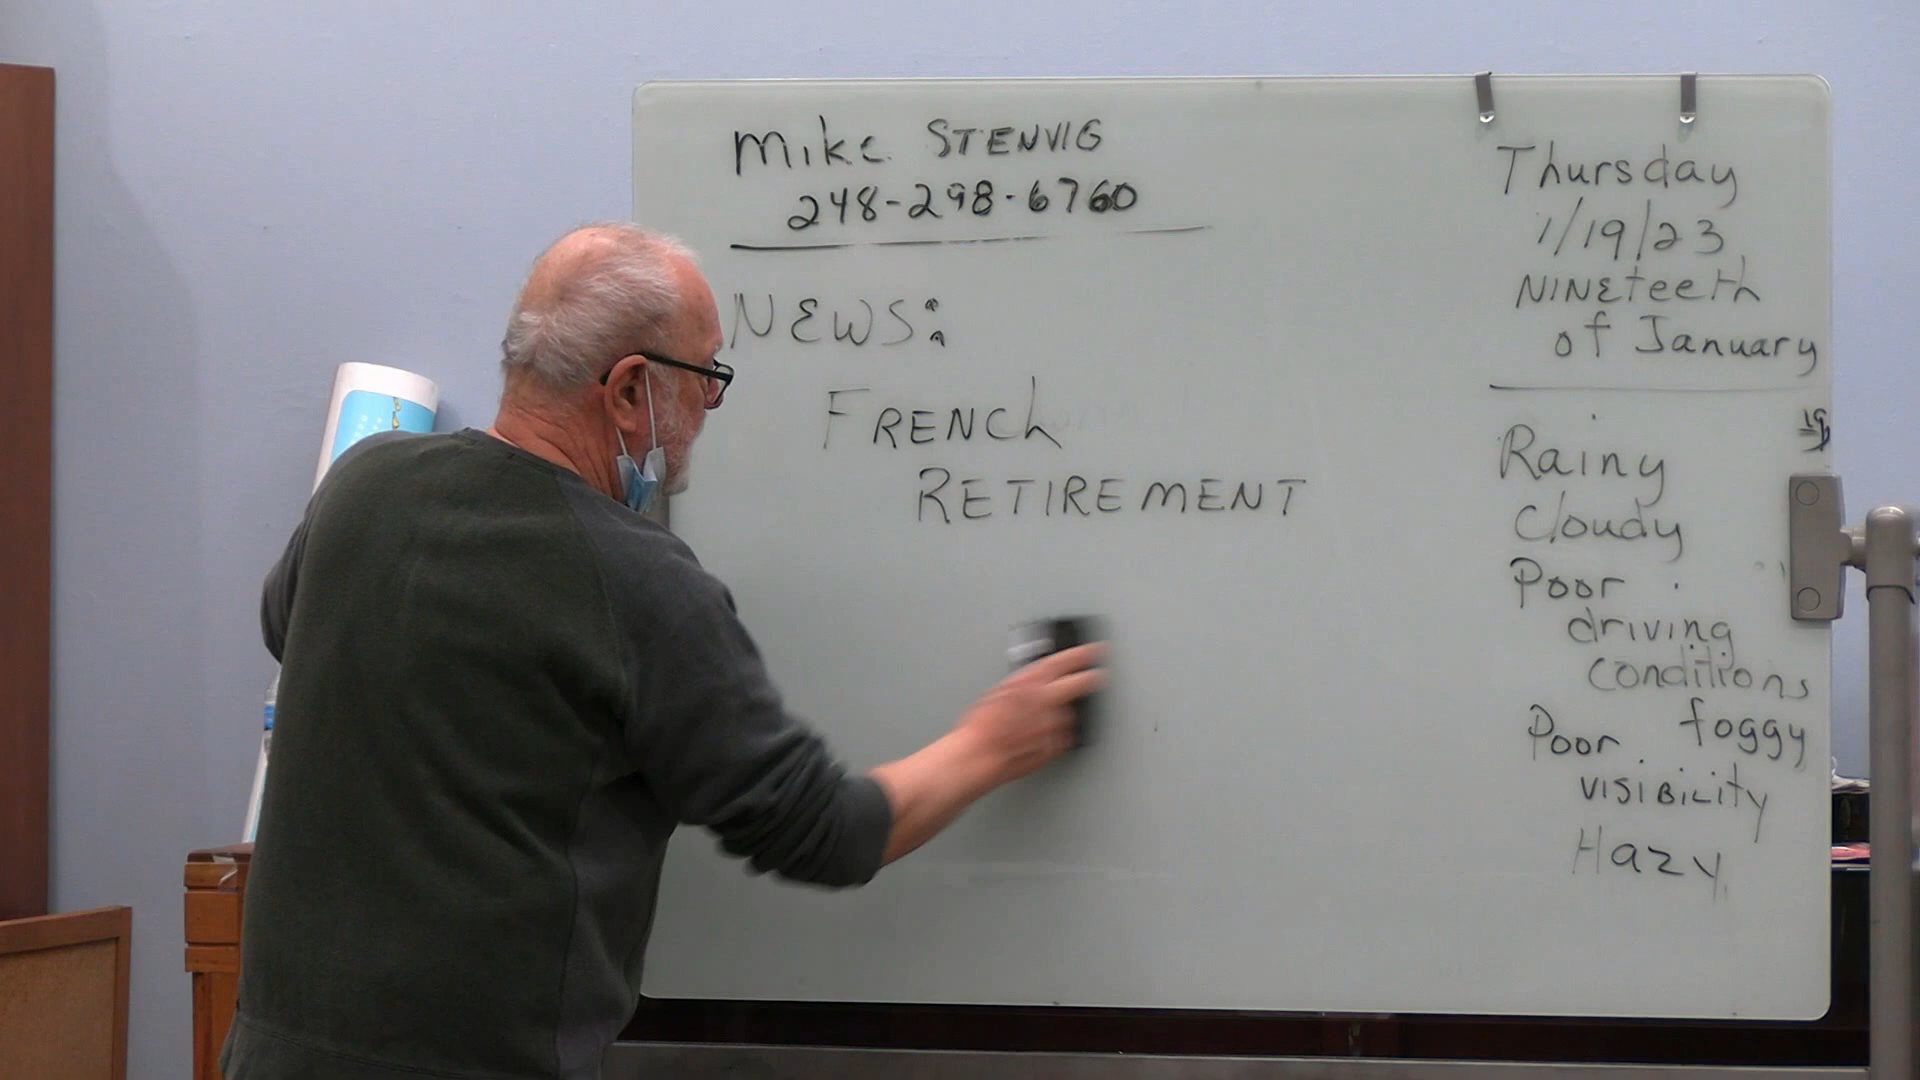 Mike STENVIG
248-298-6760
NEWS:
FRENCh
RETIREMENT
Thursday
1/19/23
NINEteeth
of January
19
Rainy
Cloudy
Poor
driving
conditions
foggy
Poor
visiBiLity
Hazy